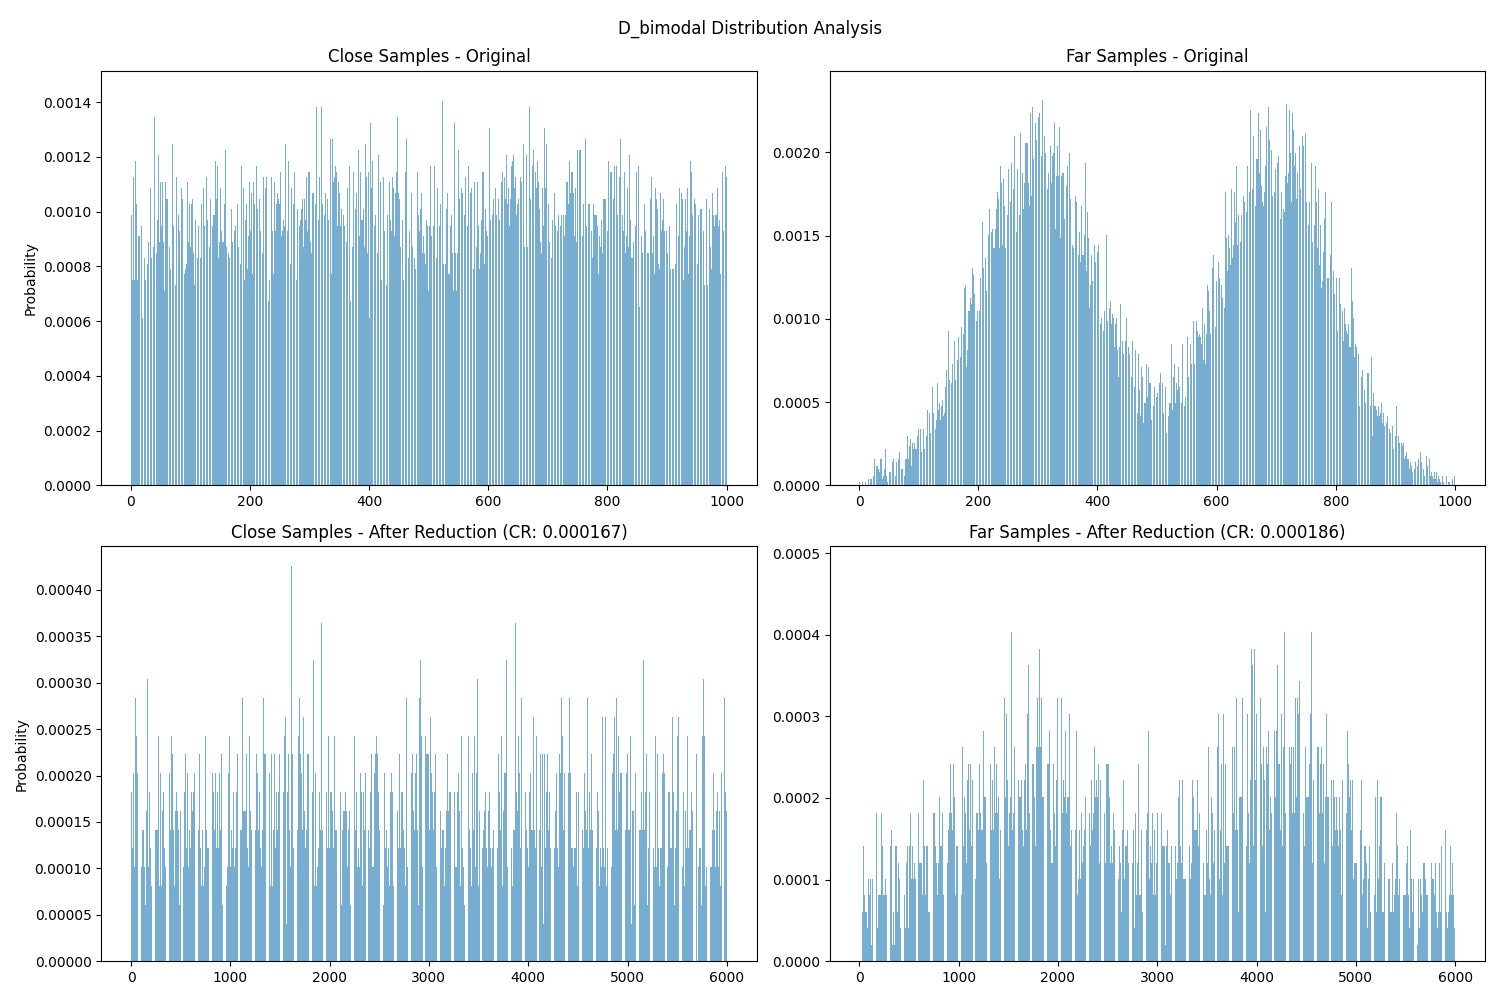 D_bimodal Distribution Analysis
Close Samples - Original
Probability
0.0014
0.0012
0.0010
0.0008
0.0006
0.0004
0.0002
0.0000
0 200 400 600 800 1000
Far Samples - Original
0.0020
0.0015
0.0010
0.0005
0.0000
0 200 400 600 800 1000
Close Samples - After Reduction (CR: 0.000167)
Probability
0.00040
0.00035
0.00030
0.00025
0.00020
0.00015
0.00010
0.00005
0.00000
0 1000 2000 3000 4000 5000 6000
Far Samples - After Reduction (CR: 0.000186)
0.0005
0.0004
0.0003
0.0002
0.0001
0.0000
0 1000 2000 3000 4000 5000 6000